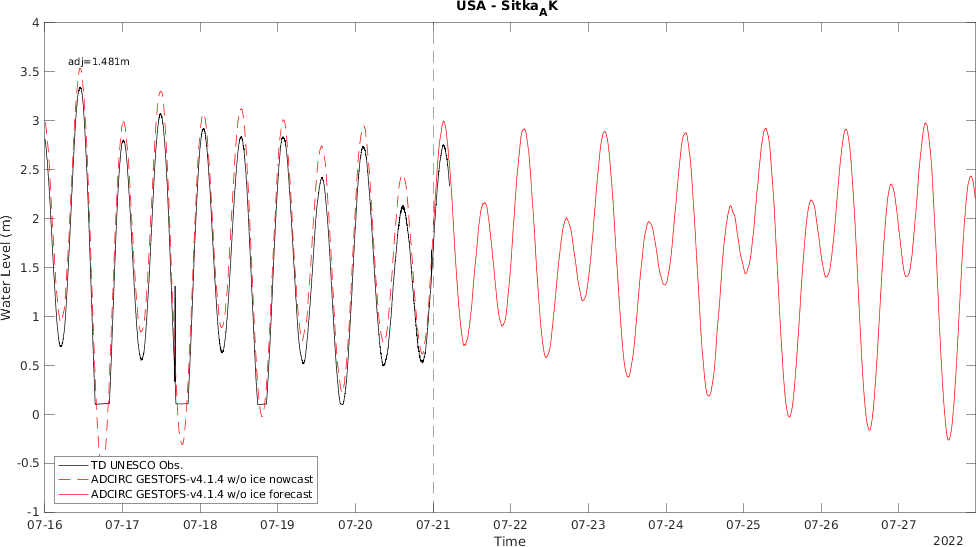 USA - Sitka_AK
adj=1.481m
4
3.5
3
2.5
2
1.5
1
0.5
0
-0.5
-1
Water Level (m)
TD UNESCO Obs.
ADCIRC GESTOFS-v4.1.4 w/o ice nowcast
ADCIRC GESTOFS-v4.1.4 w/o ice forecast
07-16 07-17 07-18 07-19 07-20 07-21 07-22 07-23 07-24 07-25 07-26 07-27
Time
2022